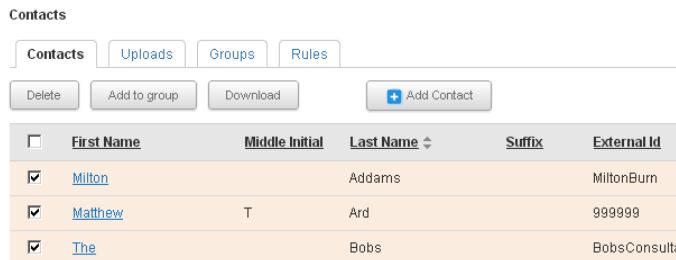 Contacts
Contacts Uploads Groups Rules
Delete Add to group Download Add Contact
First Name Middle Initial Last Name Suffix External Id
Milton Addams MiltonBurn
Matthew T Ard 999999
The Bobs BobsConsult